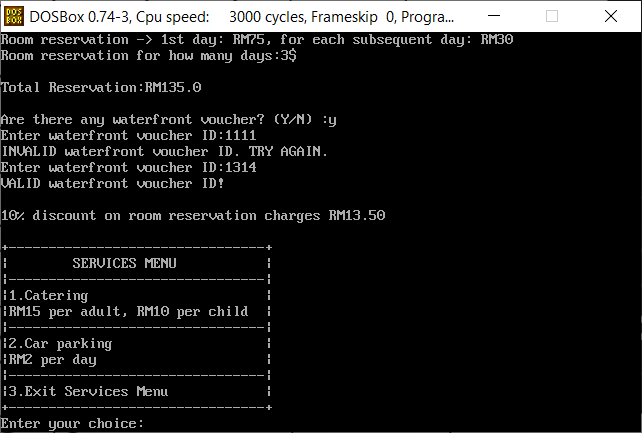 DOSBox 0.74-3, Cpu speed:    3000 cycles, Frameskip  0, Progra...
Room reservation -> 1st day: RM75, for each subsequent day: RM30
Room reservation for how many days:3$
Total Reservation:RM135.0
Are there any waterfront voucher? (Y/N) :y
Enter waterfront voucher ID:1111
INVALID waterfront voucher ID. TRY AGAIN.
Enter waterfront voucher ID:1314
VALID waterfront voucher ID!
10% discount on room reservation charges RM13.50
+--------------------------------+
¦        SERVICES MENU           ¦
¦--------------------------------¦
¦1.Catering                      ¦
¦RM15 per adult, RM10 per child  ¦
¦--------------------------------¦
¦2.Car parking                   ¦
¦RM2 per day                     ¦
¦--------------------------------¦
¦3.Exit Services Menu            ¦
+--------------------------------+
Enter your choice: